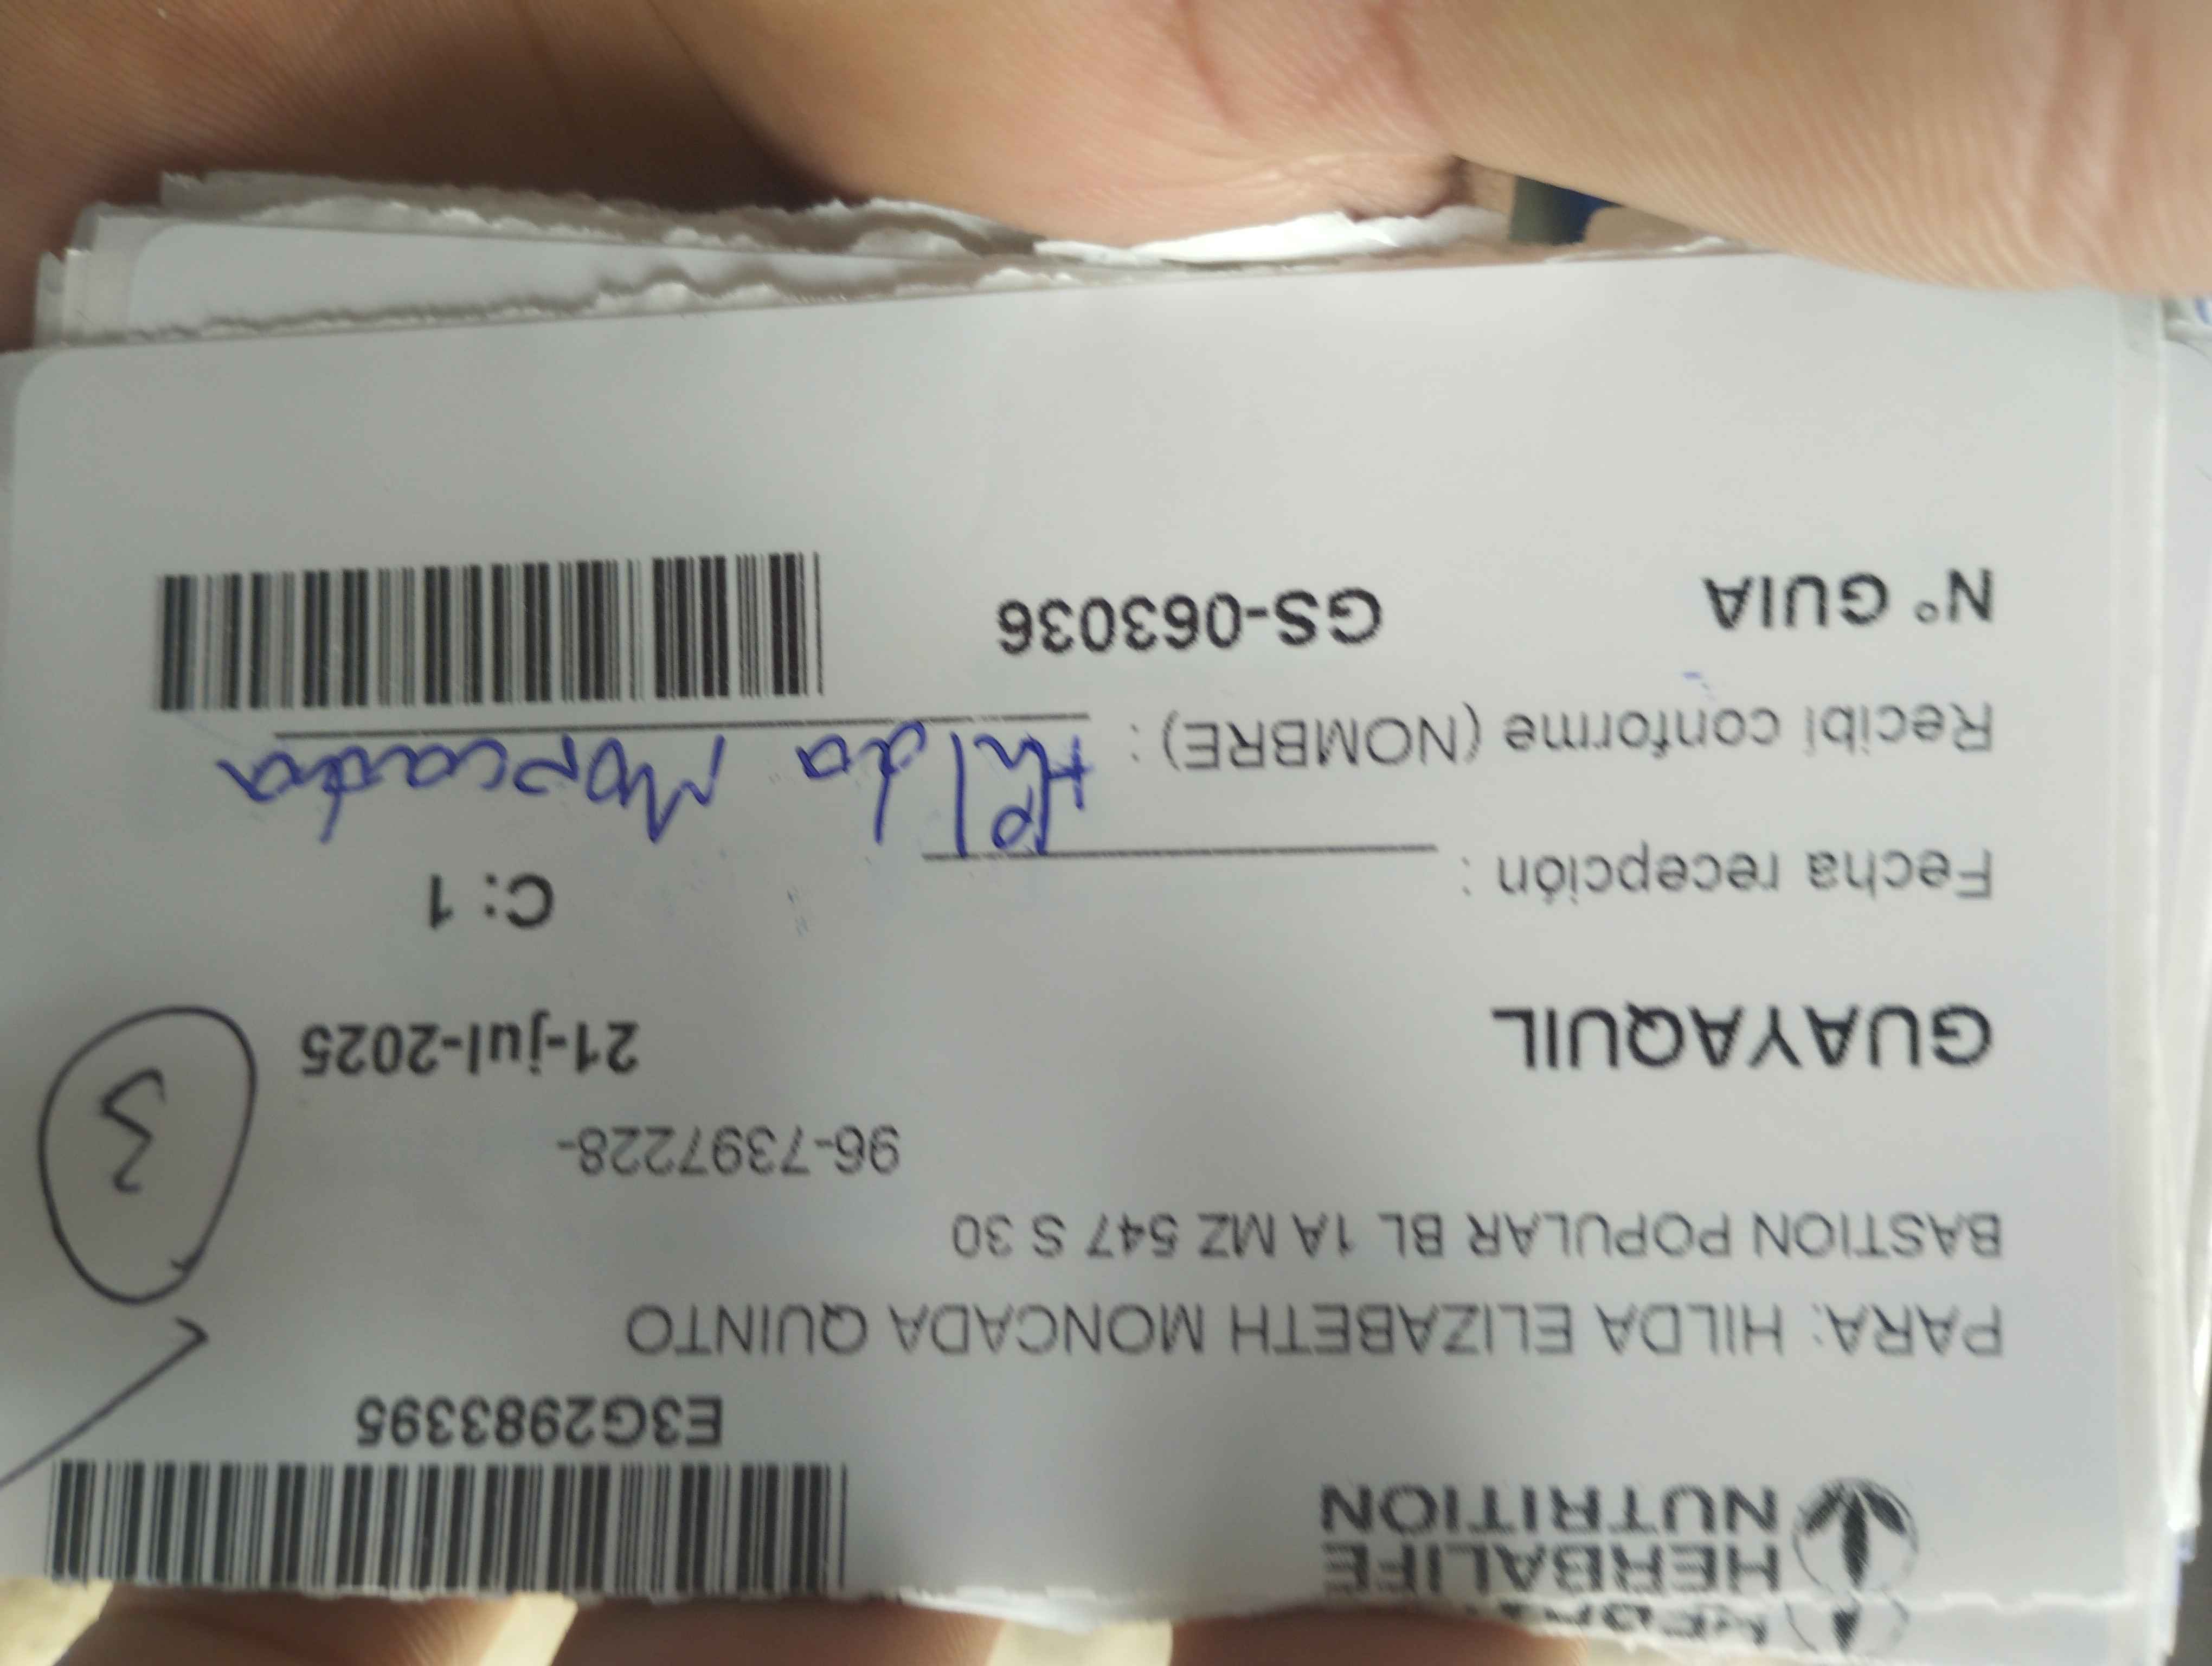 HERBALIFE
NUTRITION
E3G2983395
PARA: HILDA ELIZABETH MONCADA QUINTO
BASTION POPULAR BL 1A MZ 547 S 30
96-7397228-
GUAYAQUIL 21-jul-2025
3
Fecha recepción : C: 1
Recibí conforme (NOMBRE) : Hilda Moncada
N° GUIA GS-063036